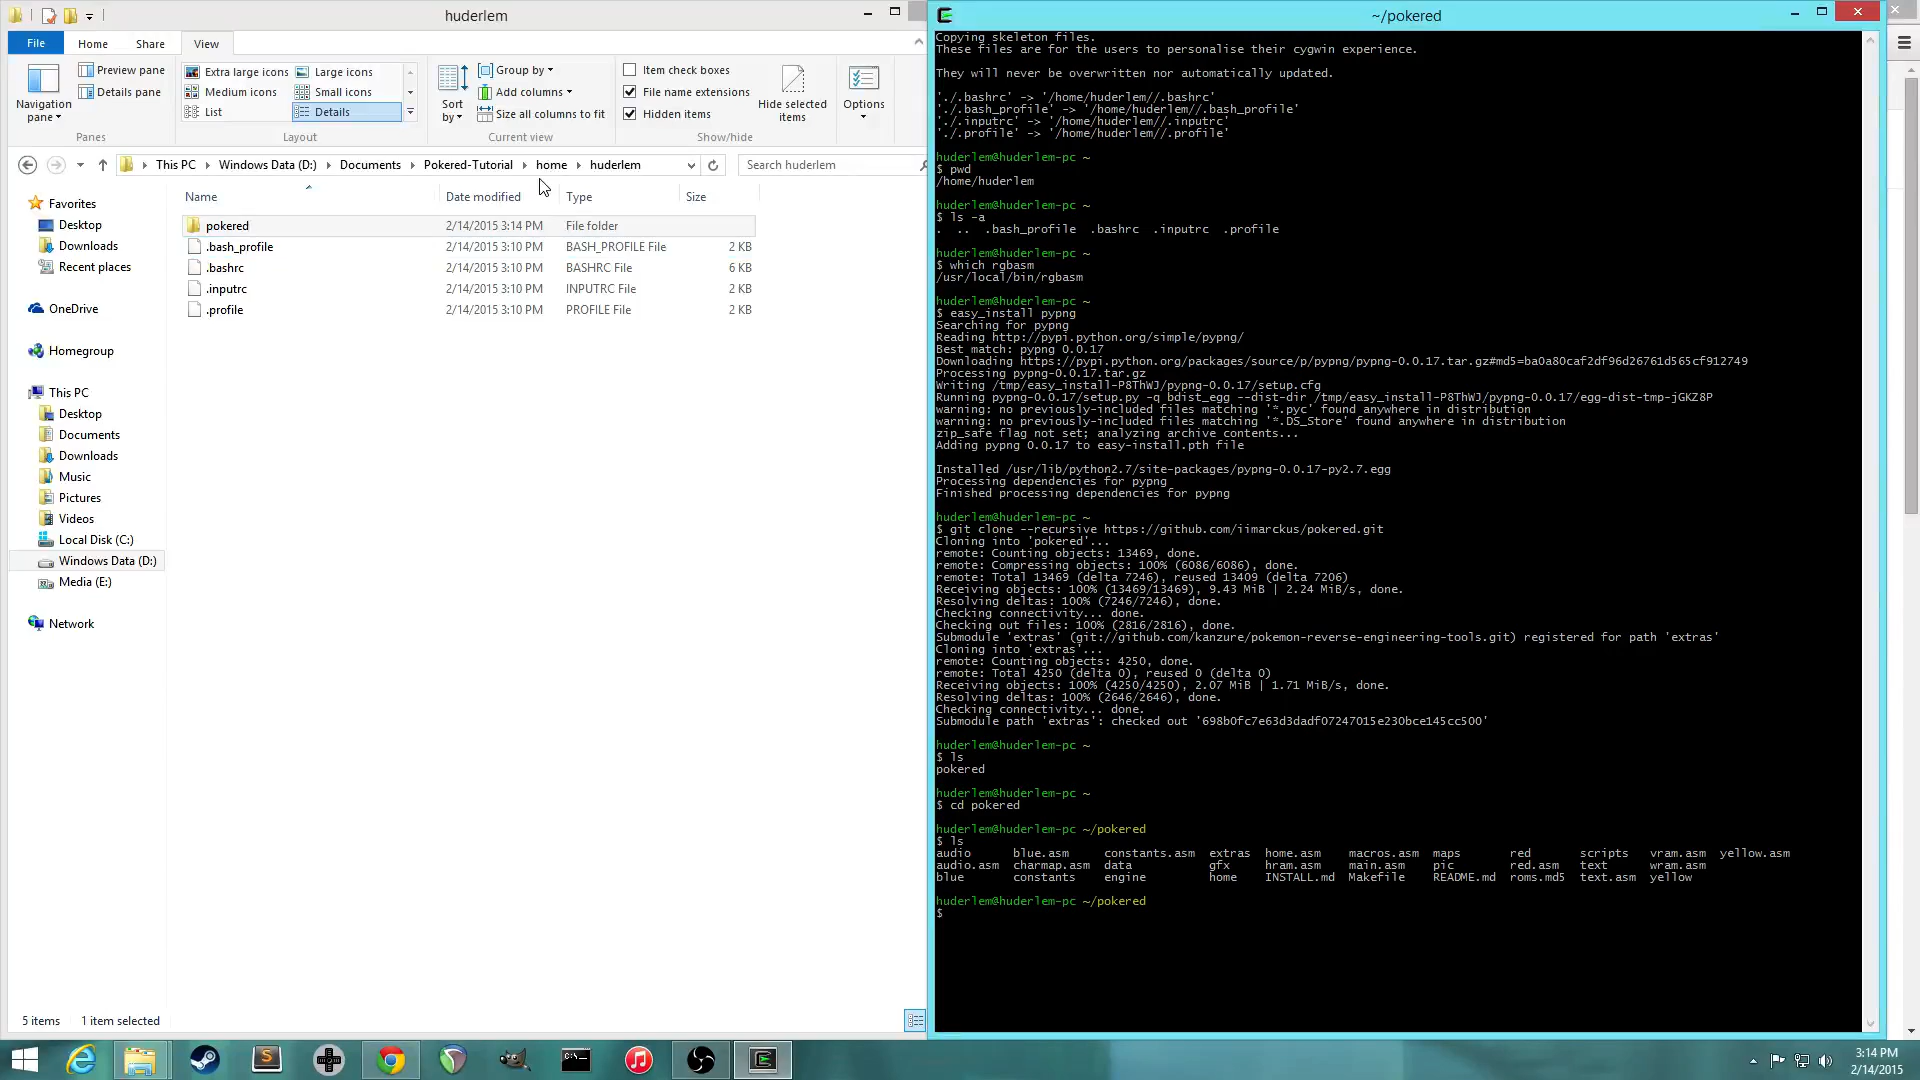 huderlem
File
Home
Share
View
Navigation
pane
Preview pane
Details pane
Panes
Extra large icons
Large icons
Medium icons
Small icons
List
Details
Layout
Sort
by
Group by
Add columns
Size all columns to fit
Current view
Item check boxes
File name extensions
Hidden items
Hide selected
items
Show/hide
Options
This PC
Windows Data (D:)
Documents
Pokered-Tutorial
home
huderlem
Search huderlem
Name
Date modified
Type
Size
pokered 2/14/2015 3:14 PM File folder
.bash_profile 2/14/2015 3:10 PM BASH_PROFILE File 2 KB
.bashrc 2/14/2015 3:10 PM BASHRC File 6 KB
.inputrc 2/14/2015 3:10 PM INPUTRC File 2 KB
.profile 2/14/2015 3:10 PM PROFILE File 2 KB
Favorites
Desktop
Downloads
Recent places
OneDrive
Homegroup
This PC
Desktop
Documents
Downloads
Music
Pictures
Videos
Local Disk (C:)
Windows Data (D:)
Media (E:)
Network
5 items
1 item selected
~/pokered
Copying skeleton files.
These files are for the users to personalise their cygwin experience.
They will never be overwritten nor automatically updated.
'./.bashrc' -> '/home/huderlem//.bashrc'
'./.bash_profile' -> '/home/huderlem//.bash_profile'
'./.inputrc' -> '/home/huderlem//.inputrc'
'./.profile' -> '/home/huderlem//.profile'
huderlem@huderlem-pc ~
$ pwd
/home/huderlem
huderlem@huderlem-pc ~
$ ls -a
. .. .bash_profile .bashrc .inputrc .profile
huderlem@huderlem-pc ~
$ which rgbasm
/usr/local/bin/rgbasm
huderlem@huderlem-pc ~
$ easy_install pypng
Searching for pypng
Reading http://pypi.python.org/simple/pypng/
Best match: pypng 0.0.17
Downloading https://pypi.python.org/packages/source/p/pypng/pypng-0.0.17.tar.gz#md5=ba0a80caf2df96d26761d565cf912749
Processing pypng-0.0.17.tar.gz
Writing /tmp/easy_install-P8ThWJ/pypng-0.0.17/setup.cfg
Running pypng-0.0.17/setup.py -q bdist_egg --dist-dir /tmp/easy_install-P8ThWJ/pypng-0.0.17/egg-dist-tmp-jGKZ8P
warning: no previously-included files matching '*.pyc' found anywhere in distribution
warning: no previously-included files matching '*.DS_Store' found anywhere in distribution
zip_safe flag not set; analyzing archive contents...
Adding pypng 0.0.17 to easy-install.pth file
Installed /usr/lib/python2.7/site-packages/pypng-0.0.17-py2.7.egg
Processing dependencies for pypng
Finished processing dependencies for pypng
huderlem@huderlem-pc ~
$ git clone --recursive https://github.com/iimarckus/pokered.git
Cloning into 'pokered'...
remote: Counting objects: 13469, done.
remote: Compressing objects: 100% (6086/6086), done.
remote: Total 13469 (delta 7246), reused 13409 (delta 7206)
Receiving objects: 100% (13469/13469), 9.43 MiB | 2.24 MiB/s, done.
Resolving deltas: 100% (7246/7246), done.
Checking connectivity... done.
Checking out files: 100% (2816/2816), done.
Submodule 'extras' (git://github.com/kanzure/pokemon-reverse-engineering-tools.git) registered for path 'extras'
Cloning into 'extras'...
remote: Counting objects: 4250, done.
remote: Total 4250 (delta 0), reused 0 (delta 0)
Receiving objects: 100% (4250/4250), 2.07 MiB | 1.71 MiB/s, done.
Resolving deltas: 100% (2646/2646), done.
Checking connectivity... done.
Submodule path 'extras': checked out '698b0fc7e63d3dadf07247015e230bce145cc500'
huderlem@huderlem-pc ~
$ ls
pokered
huderlem@huderlem-pc ~
$ cd pokered
huderlem@huderlem-pc ~/pokered
$ ls
audio blue.asm constants.asm extras home.asm macros.asm maps red scripts vram.asm yellow.asm
audio.asm charmap.asm data gfx hram.asm main.asm pic red.asm text wram.asm
blue constants engine home INSTALL.md Makefile README.md roms.md5 text.asm yellow
huderlem@huderlem-pc ~/pokered
$
3:14 PM
2/14/2015